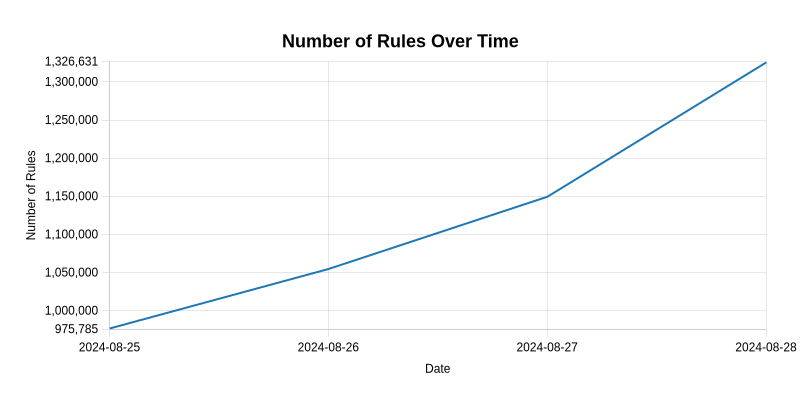 Number of Rules Over Time
1,326,631
1,300,000
1,250,000
1,200,000
1,150,000
1,100,000
1,050,000
1,000,000
975,785
Number of Rules
2024-08-25 2024-08-26 2024-08-27 2024-08-28
Date